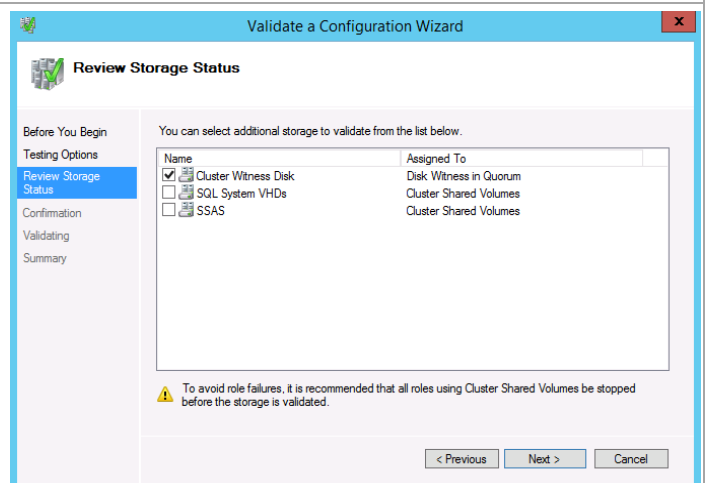 Validate a Configuration Wizard
x
Review Storage Status
Before You Begin
Testing Options
Review Storage
Status
Confirmation
Validating
Summary
You can select additional storage to validate from the list below.
Name Assigned To
Cluster Witness Disk Disk Witness in Quorum
SQL System VHDs Cluster Shared Volumes
SSAS Cluster Shared Volumes
To avoid role failures, it is recommended that all roles using Cluster Shared Volumes be stopped
before the storage is validated.
< Previous Next > Cancel